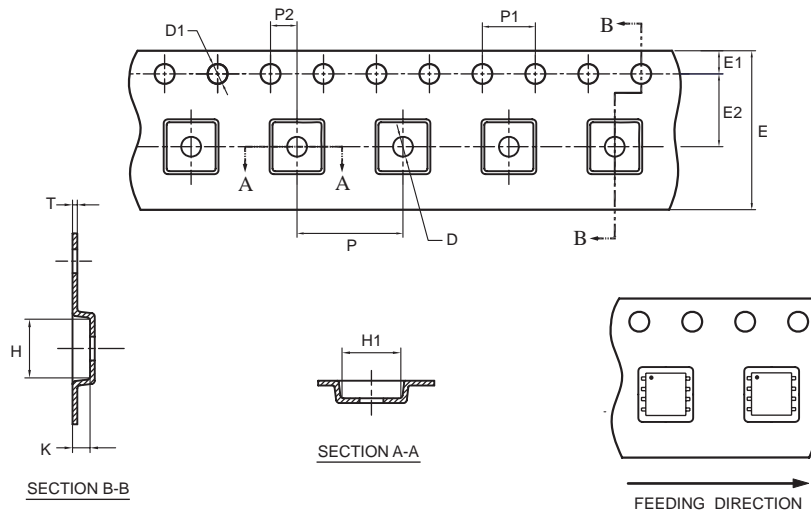 P2
P1
B
D1
E1
E2
E
A
A
T
P
D
B
H
H1
K
SECTION A-A
SECTION B-B
FEEDING DIRECTION